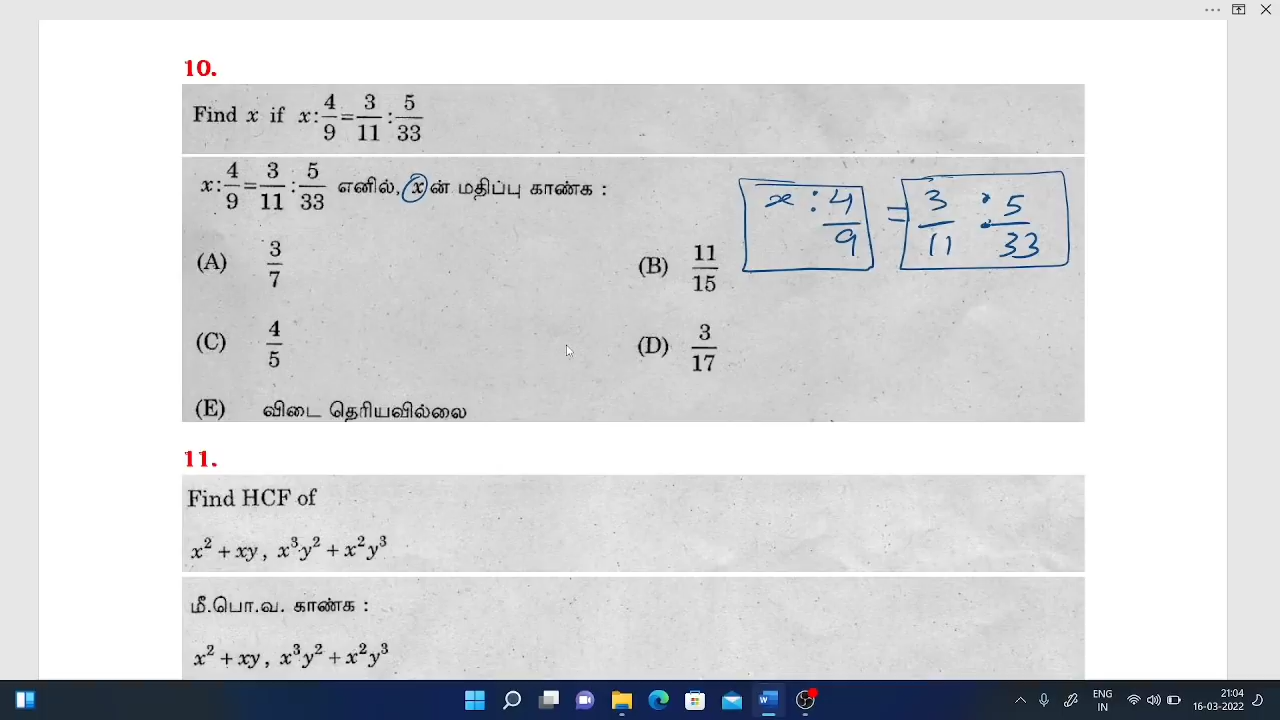 10.
Find x if x : 4/9 = 3/11 : 5/33
x : 4/9 = 3/11 : 5/33 எனில், x ன் மதிப்பு காண்க :
x : 4/9 = 3/11 : 5/33
(A) 3/7
(B) 11/15
(C) 4/5
(D) 3/17
(E) விடை தெரியவில்லை
11.
Find HCF of
x² + xy, x³y² + x²y³
மீ.பொ.வ. காண்க :
x² + xy, x³y² + x²y³
ENG
IN
21:04
16-03-2022